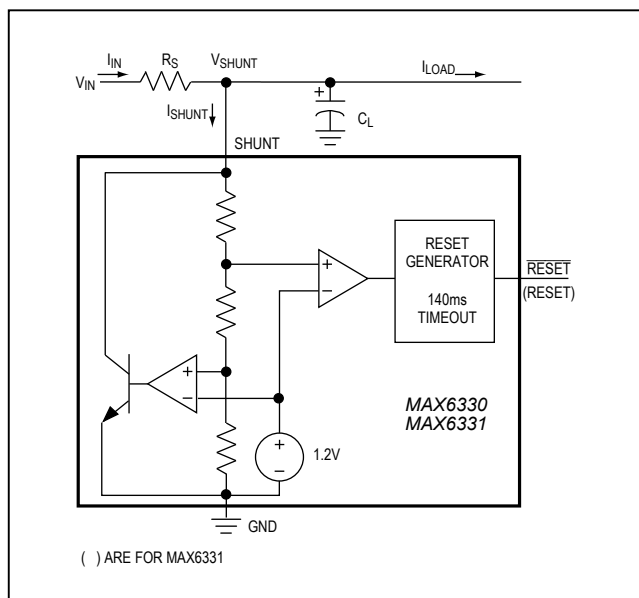 I_IN R_S V_SHUNT I_LOAD
V_IN
+
I_SHUNT C_L
SHUNT
RESET
GENERATOR
140ms
TIMEOUT
+
−
R̅E̅S̅E̅T̅
(RESET)
+
−
MAX6330
MAX6331
+
−
1.2V
GND
( ) ARE FOR MAX6331